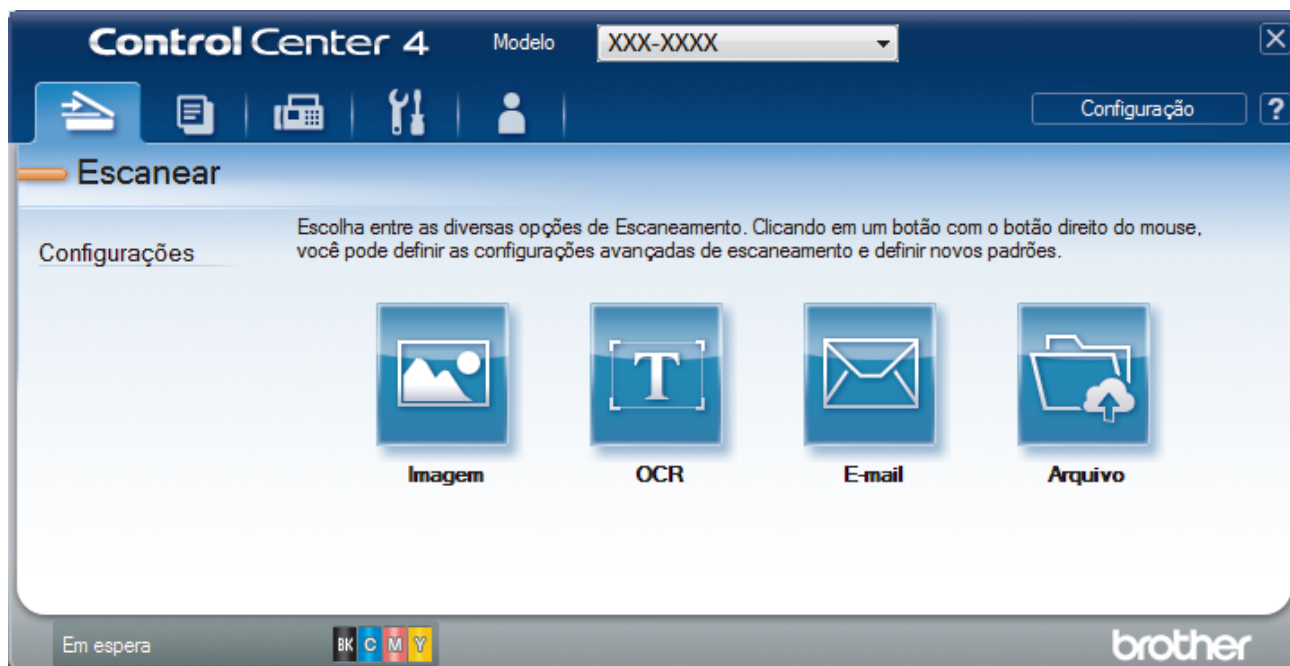 Control Center 4 Modelo XXX-XXXX
Configuração ?
Escanear
Configurações
Escolha entre as diversas opções de Escaneamento. Clicando em um botão com o botão direito do mouse,
você pode definir as configurações avançadas de escaneamento e definir novos padrões.
T
Imagem OCR E-mail Arquivo
Em espera BK C M Y brother